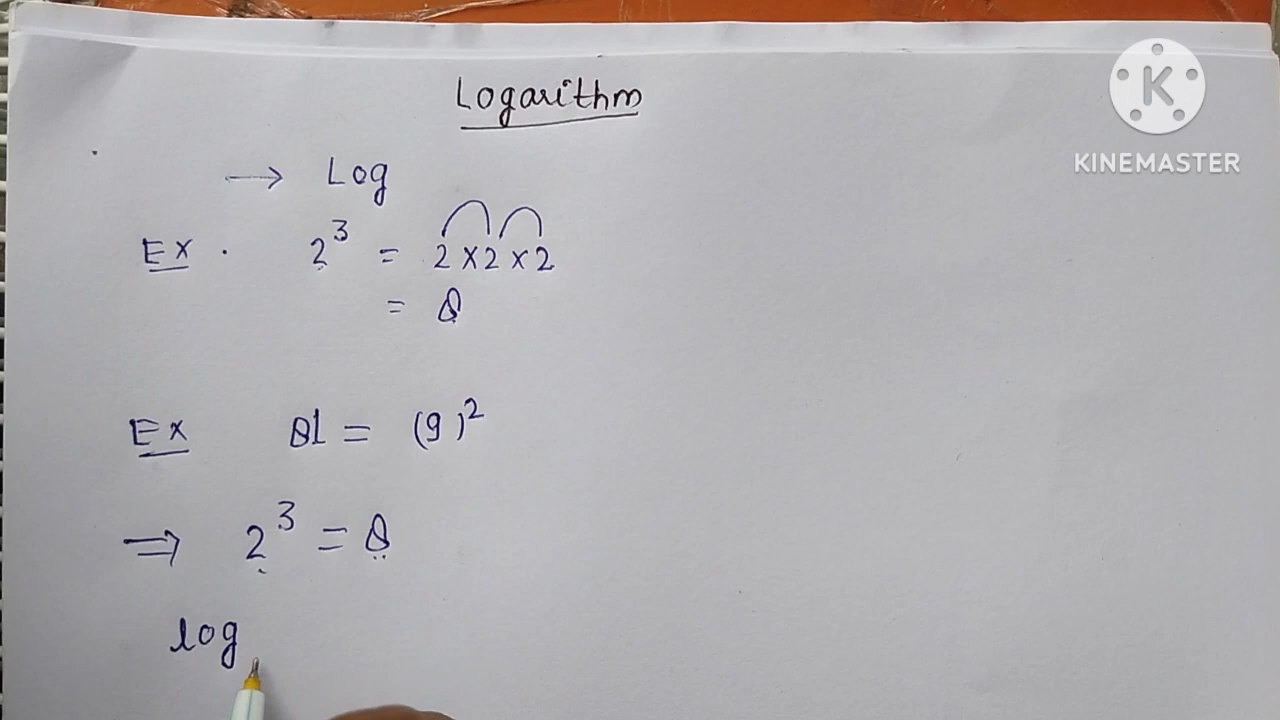 Logarithm
→ Log
K
KINEMASTER
Ex . 2³ = 2×2×2
= 8
Ex 81 = (9)²
⇒ 2³ = 8
log